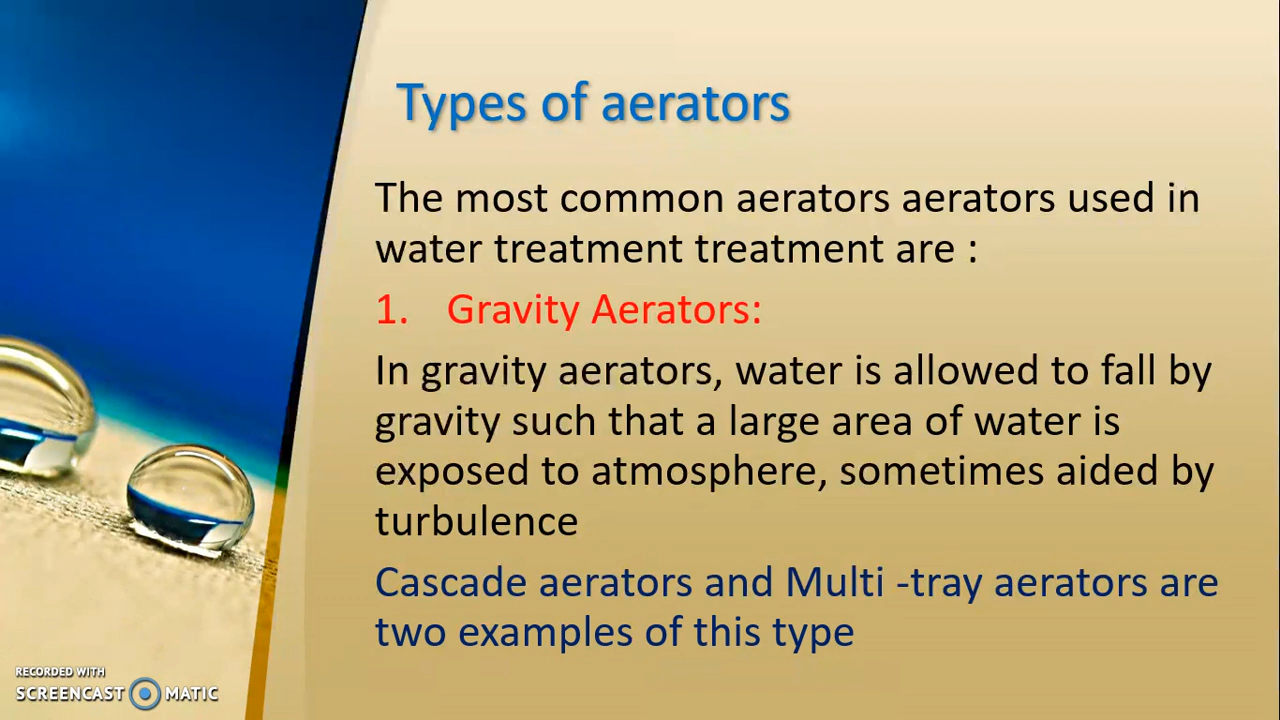 Types of aerators
The most common aerators aerators used in
water treatment treatment are :
1. Gravity Aerators:
In gravity aerators, water is allowed to fall by
gravity such that a large area of water is
exposed to atmosphere, sometimes aided by
turbulence
Cascade aerators and Multi -tray aerators are
two examples of this type
RECORDED WITH
SCREENCAST MATIC